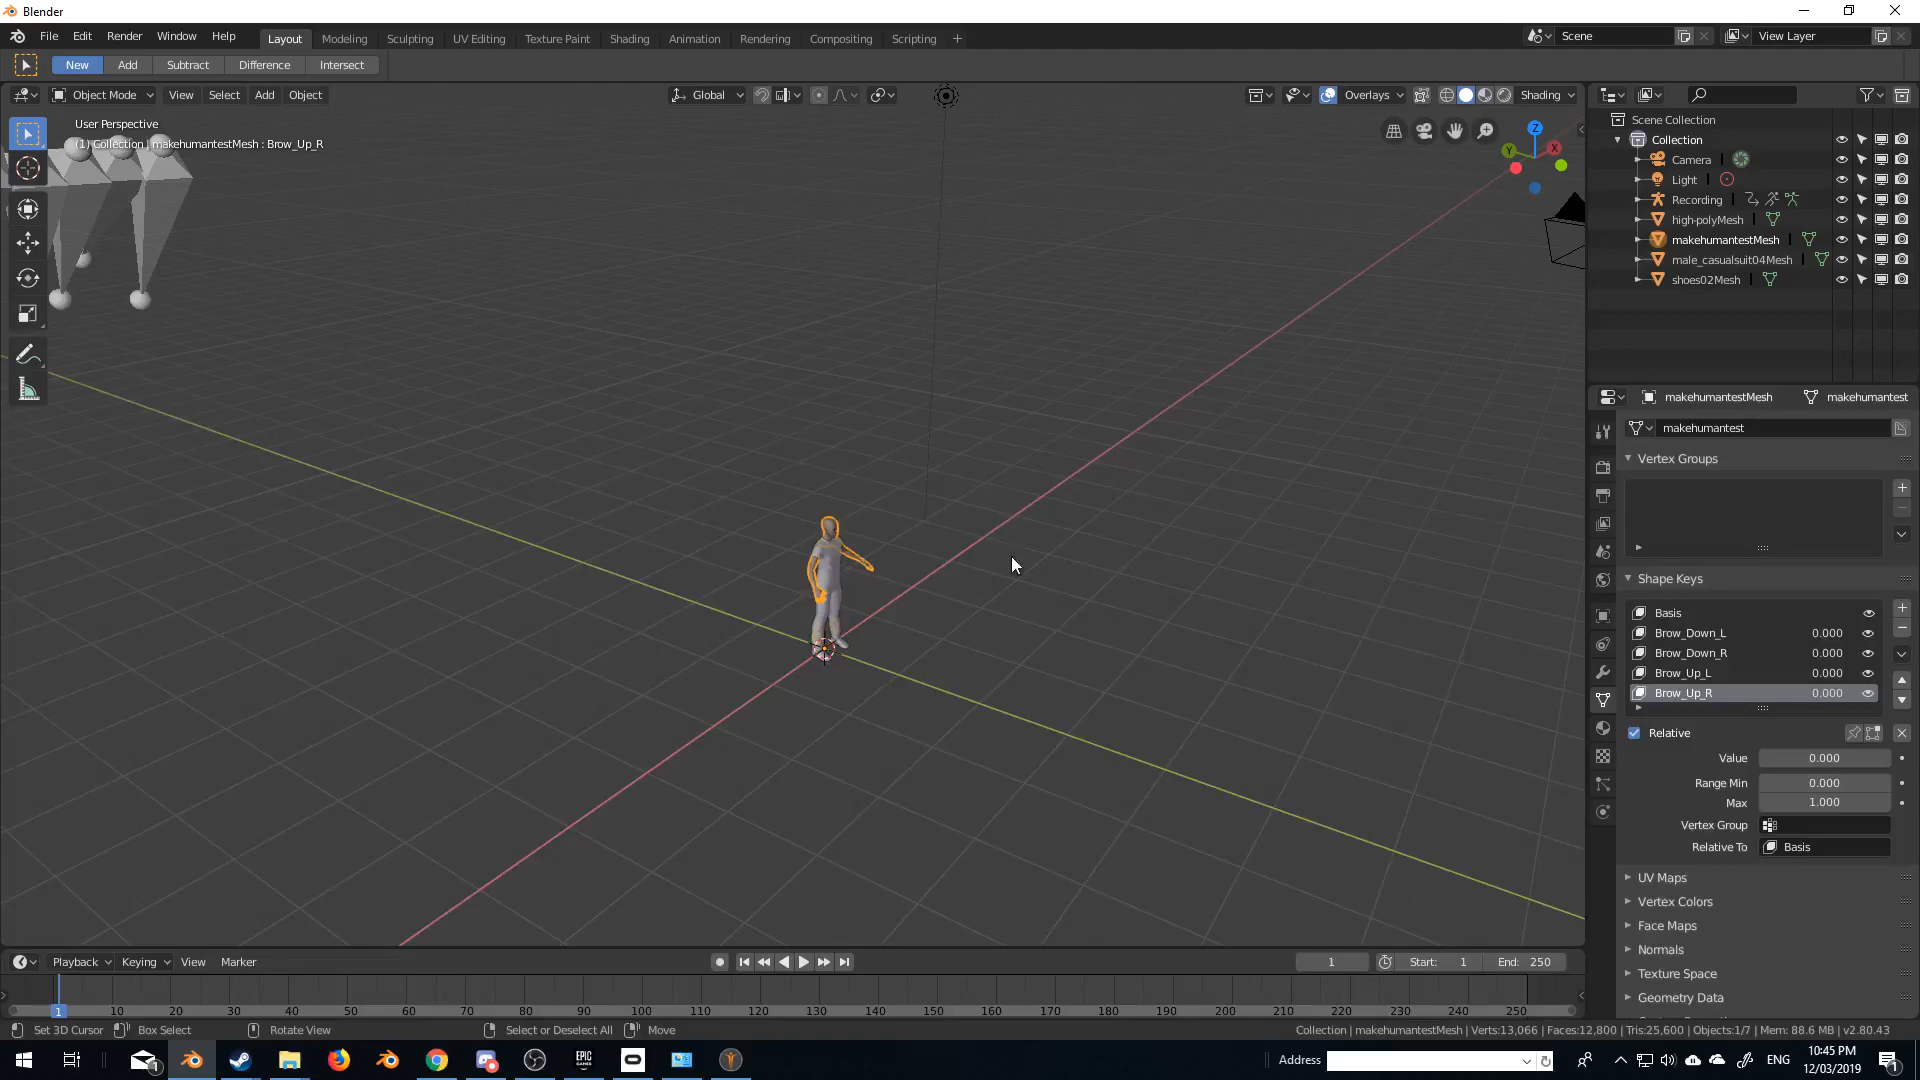 Blender
File Edit Render Window Help Layout Modeling Sculpting UV Editing Texture Paint Shading Animation Rendering Compositing Scripting + Scene View Layer
New Add Subtract Difference Intersect
Object Mode View Select Add Object Global Overlays Shading
User Perspective
(1) Collection | makehumantestMesh : Brow_Up_R
Z
Y
X
Scene Collection
Collection
Camera
Light
Recording
high-polyMesh
makehumantestMesh
male_casualsuit04Mesh
shoes02Mesh
makehumantestMesh makehumantest
makehumantest
Vertex Groups
Shape Keys
Basis
Brow_Down_L 0.000
Brow_Down_R 0.000
Brow_Up_L 0.000
Brow_Up_R 0.000
Relative
Value 0.000
Range Min 0.000
Max 1.000
Vertex Group
Relative To Basis
UV Maps
Vertex Colors
Face Maps
Normals
Texture Space
Geometry Data
Playback Keying View Marker 1 Start: 1 End: 250
1 10 20 30 40 50 60 70 80 90 100 110 120 130 140 150 160 170 180 190 200 210 220 230 240 250
Set 3D Cursor Box Select Rotate View Select or Deselect All Move Collection | makehumantestMesh | Verts:13,066 | Faces:12,800 | Tris:25,600 | Objects:1/7 | Mem: 88.6 MB | v2.80.43
Address ENG 10:45 PM
12/03/2019